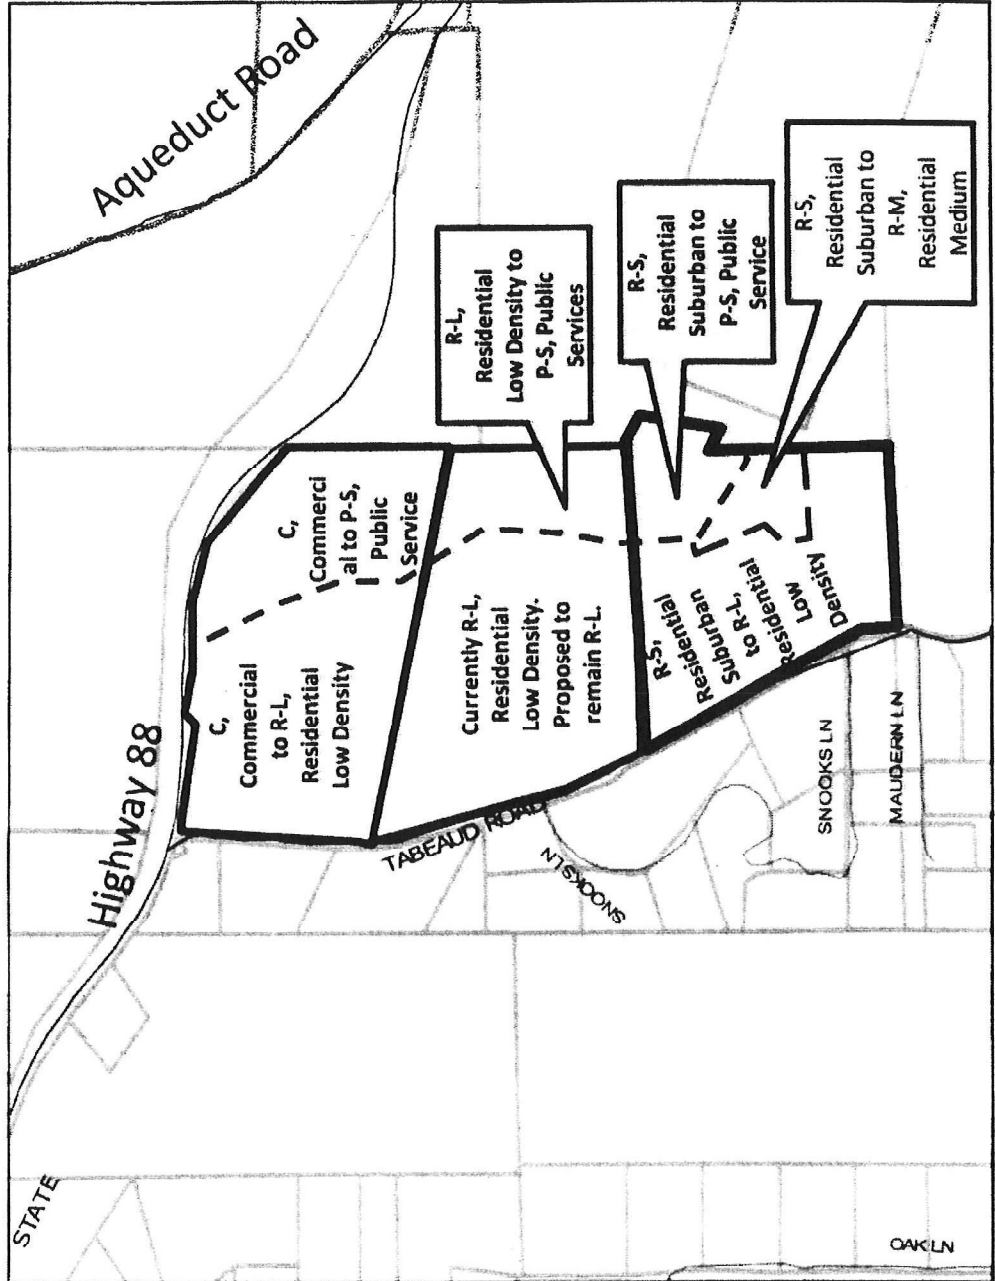 STATE
Highway 88
Aqueduct Road
C,
Commercial
to R-L,
Residential
Low Density
C,
Commerci
al to P-S,
Public
Service
Currently R-L,
Residential
Low Density.
Proposed to
remain R-L.
R-L,
Residential
Low Density to
P-S, Public
Services
R-S,
Residential
Suburban
to R-L,
Residential
Low
Density
R-S,
Residential
Suburban to
P-S, Public
Service
R-S,
Residential
Suburban to
R-M,
Residential
Medium
TABEAUD ROAD
SNOOKS LN
SNOOKS LN
MAUDERN LN
OAK LN